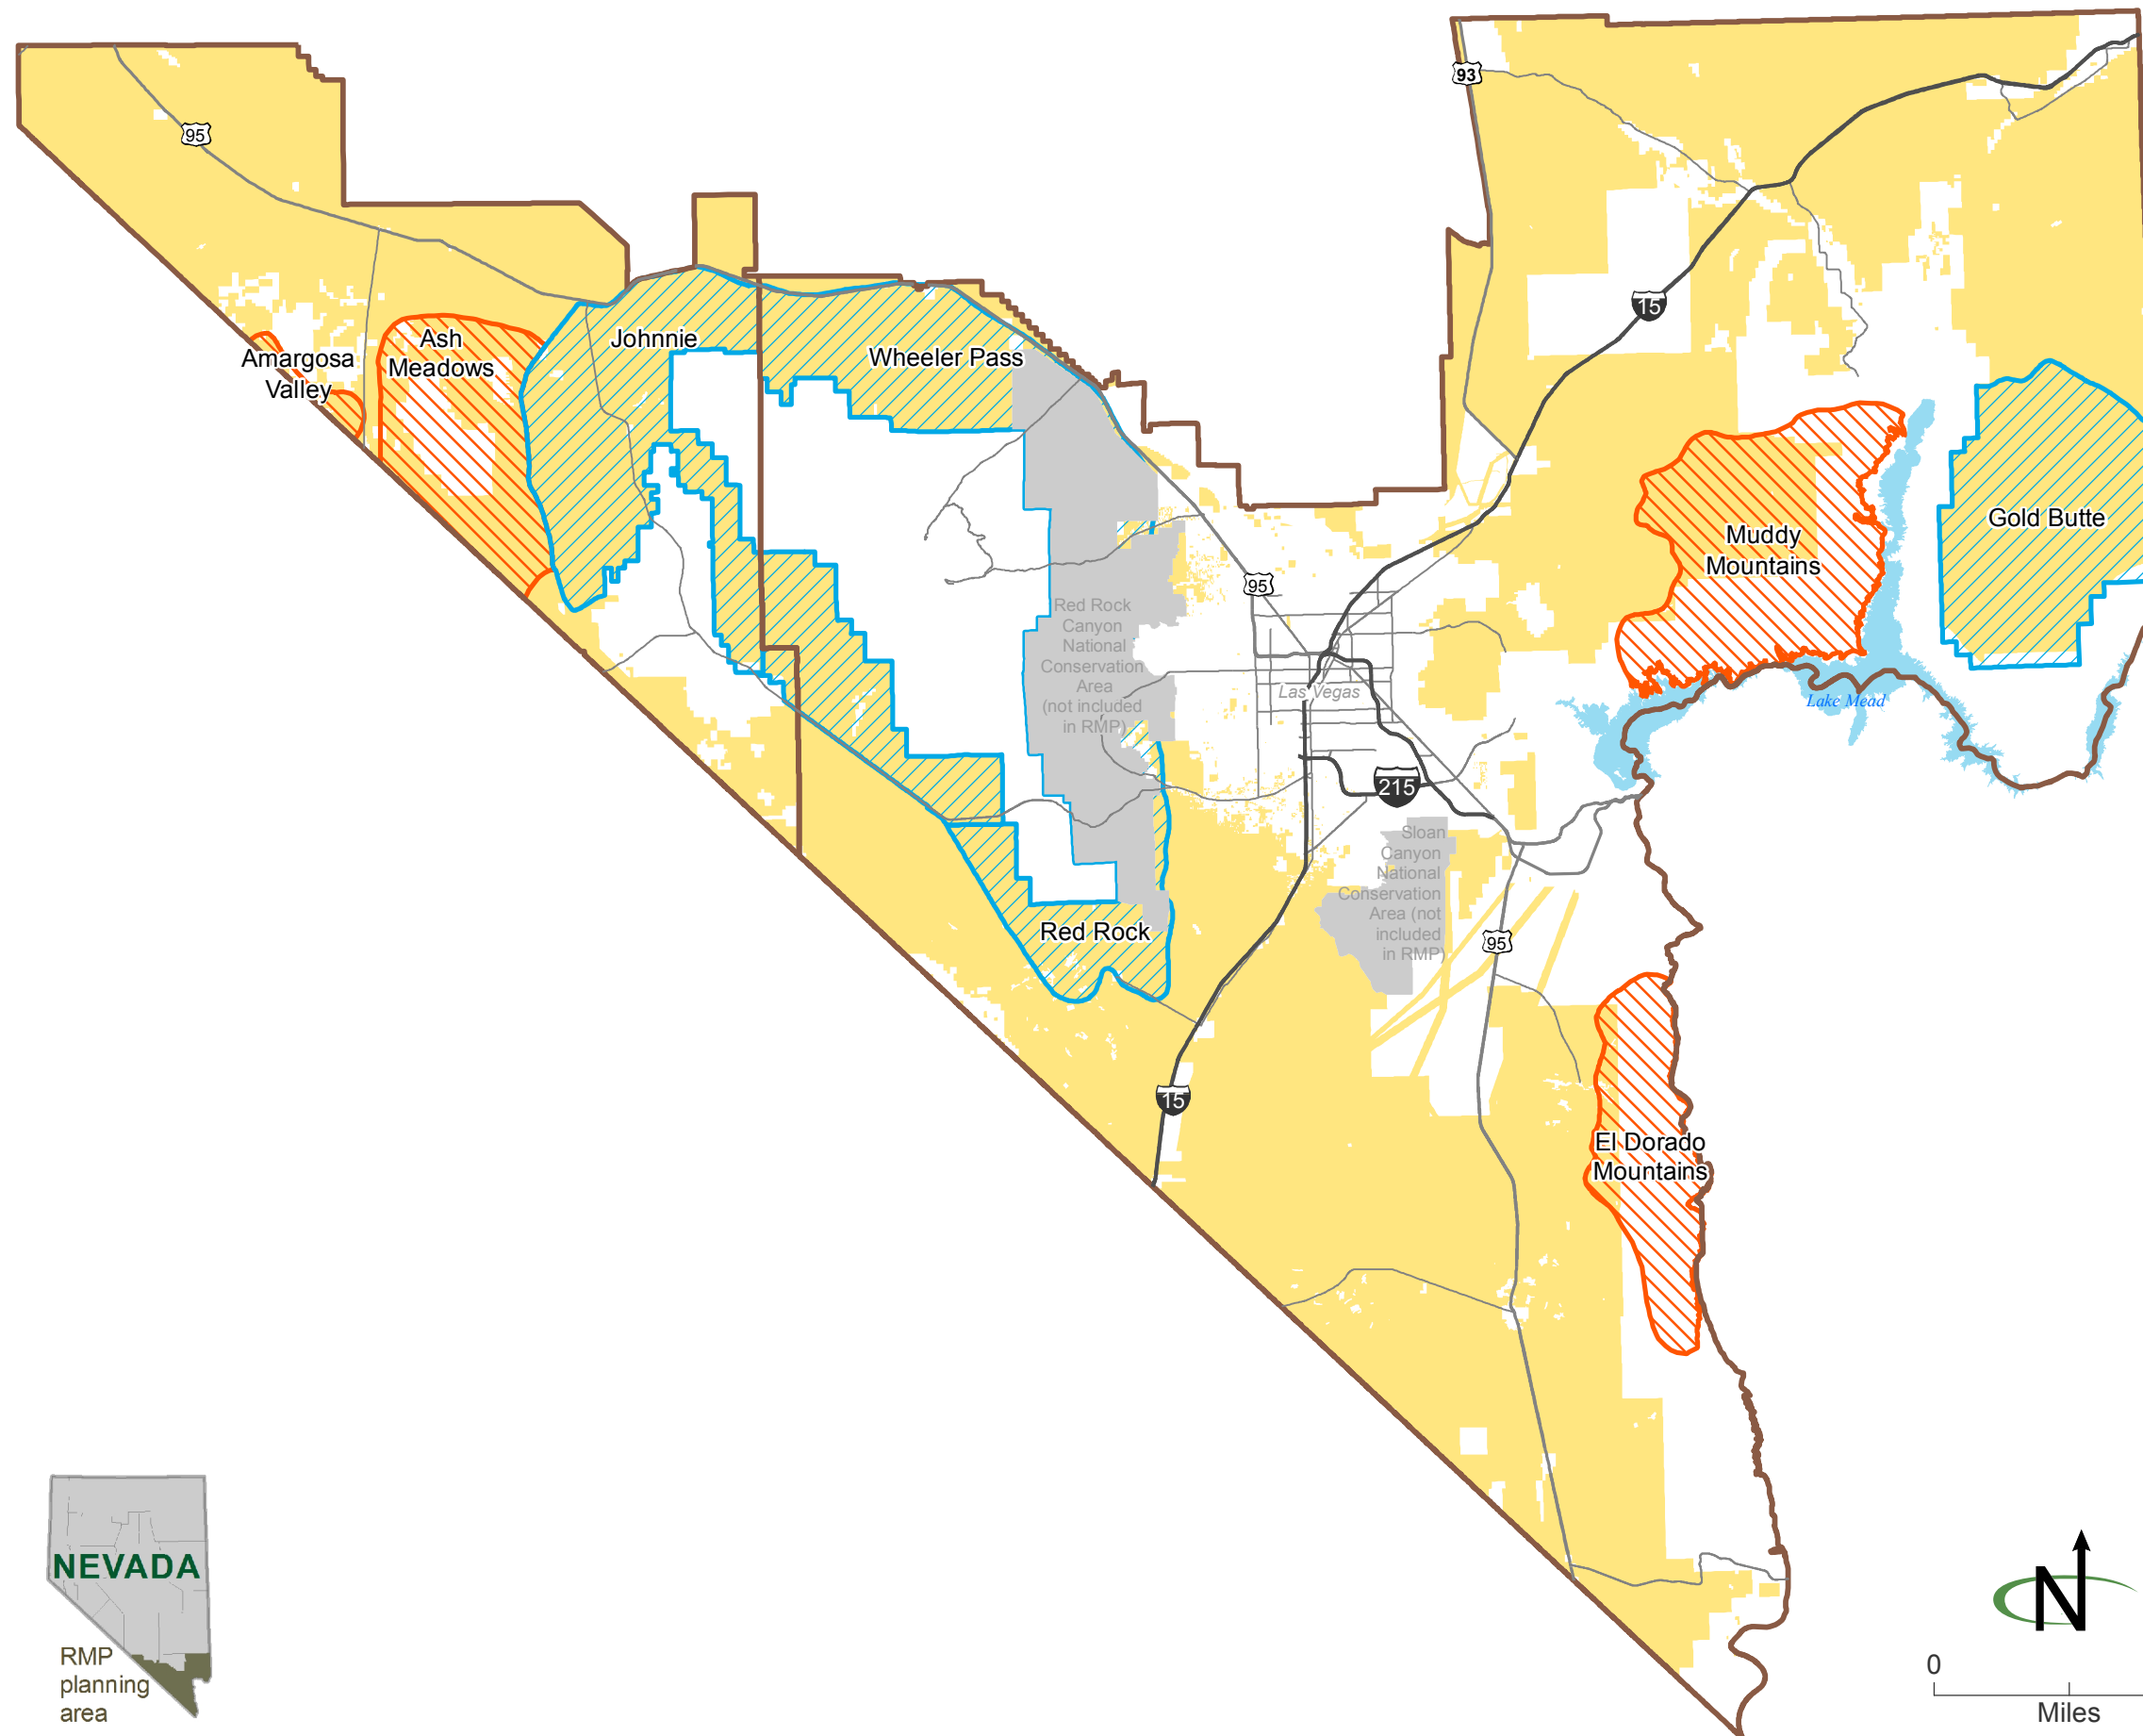 93
95
15
Ash
Meadows
Johnnie
Wheeler Pass
Amargosa
Valley
Gold Butte
Muddy
Mountains
95
Red Rock
Canyon
National
Conservation
Area
(not included
in RMP)
Las Vegas
Lake Mead
215
Sloan
Canyon
National
Conservation
Area (not
included
in RMP)
Red Rock
95
15
El Dorado
Mountains
NEVADA
RMP
planning
area
N
0
Miles